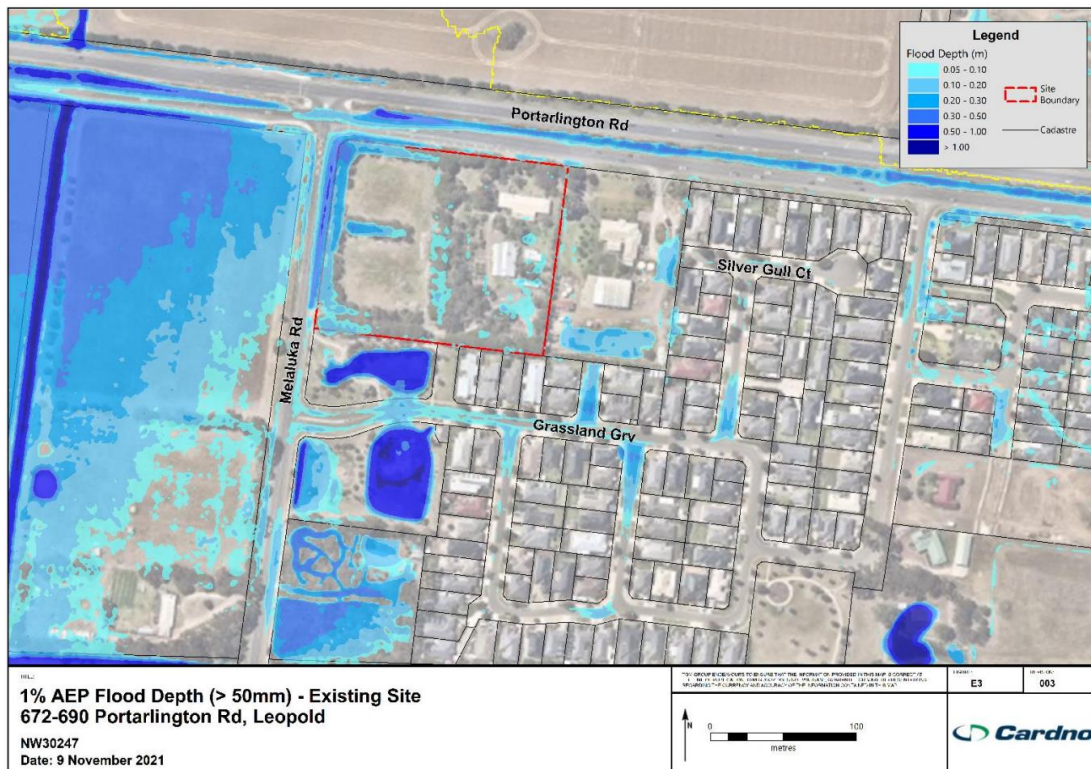 Legend
Flood Depth (m)
0.05 - 0.10
0.10 - 0.20
0.20 - 0.30
0.30 - 0.50
0.50 - 1.00
> 1.00
Site
Boundary
Cadastre
Portarlington Rd
Silver Gull Ct
Melaluka Rd
Grassland Grv
1% AEP Flood Depth (> 50mm) - Existing Site
672-690 Portarlington Rd, Leopold
NW30247
Date: 9 November 2021
N
0
100
metres
E3
003
Cardno